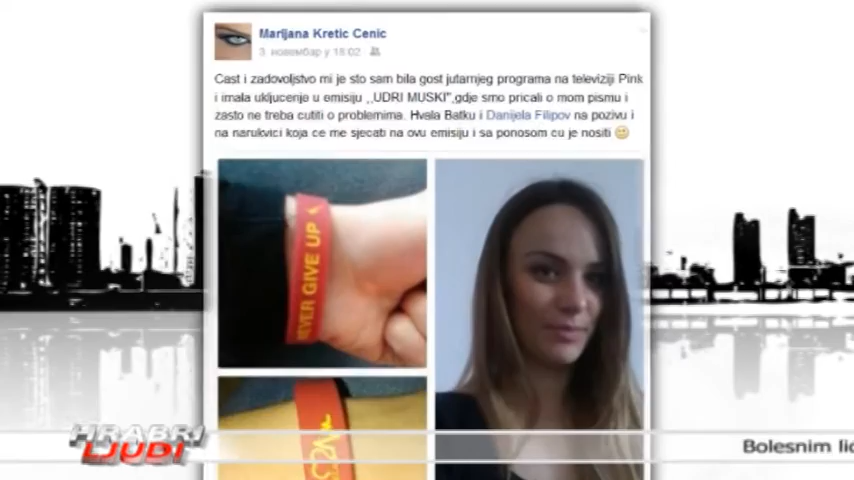 Marijana Kretic Cenic
3. новембар у 18:02
Cast i zadovoljstvo mi je sto sam bila gost jutarnjeg programa na televiziji Pink
i imala ukljucenje u emisiju ,,UDRI MUSKI",gdje smo pricali o mom pismu i
zasto ne treba cutiti o problemima. Hvala Batku i Danijela Filipov na pozivu i
na narukvici koja ce me sjecati na ovu emisiju i sa ponosom cu je nositi
NEVER GIVE UP
HRABRI
LJUDI
Bolesnim